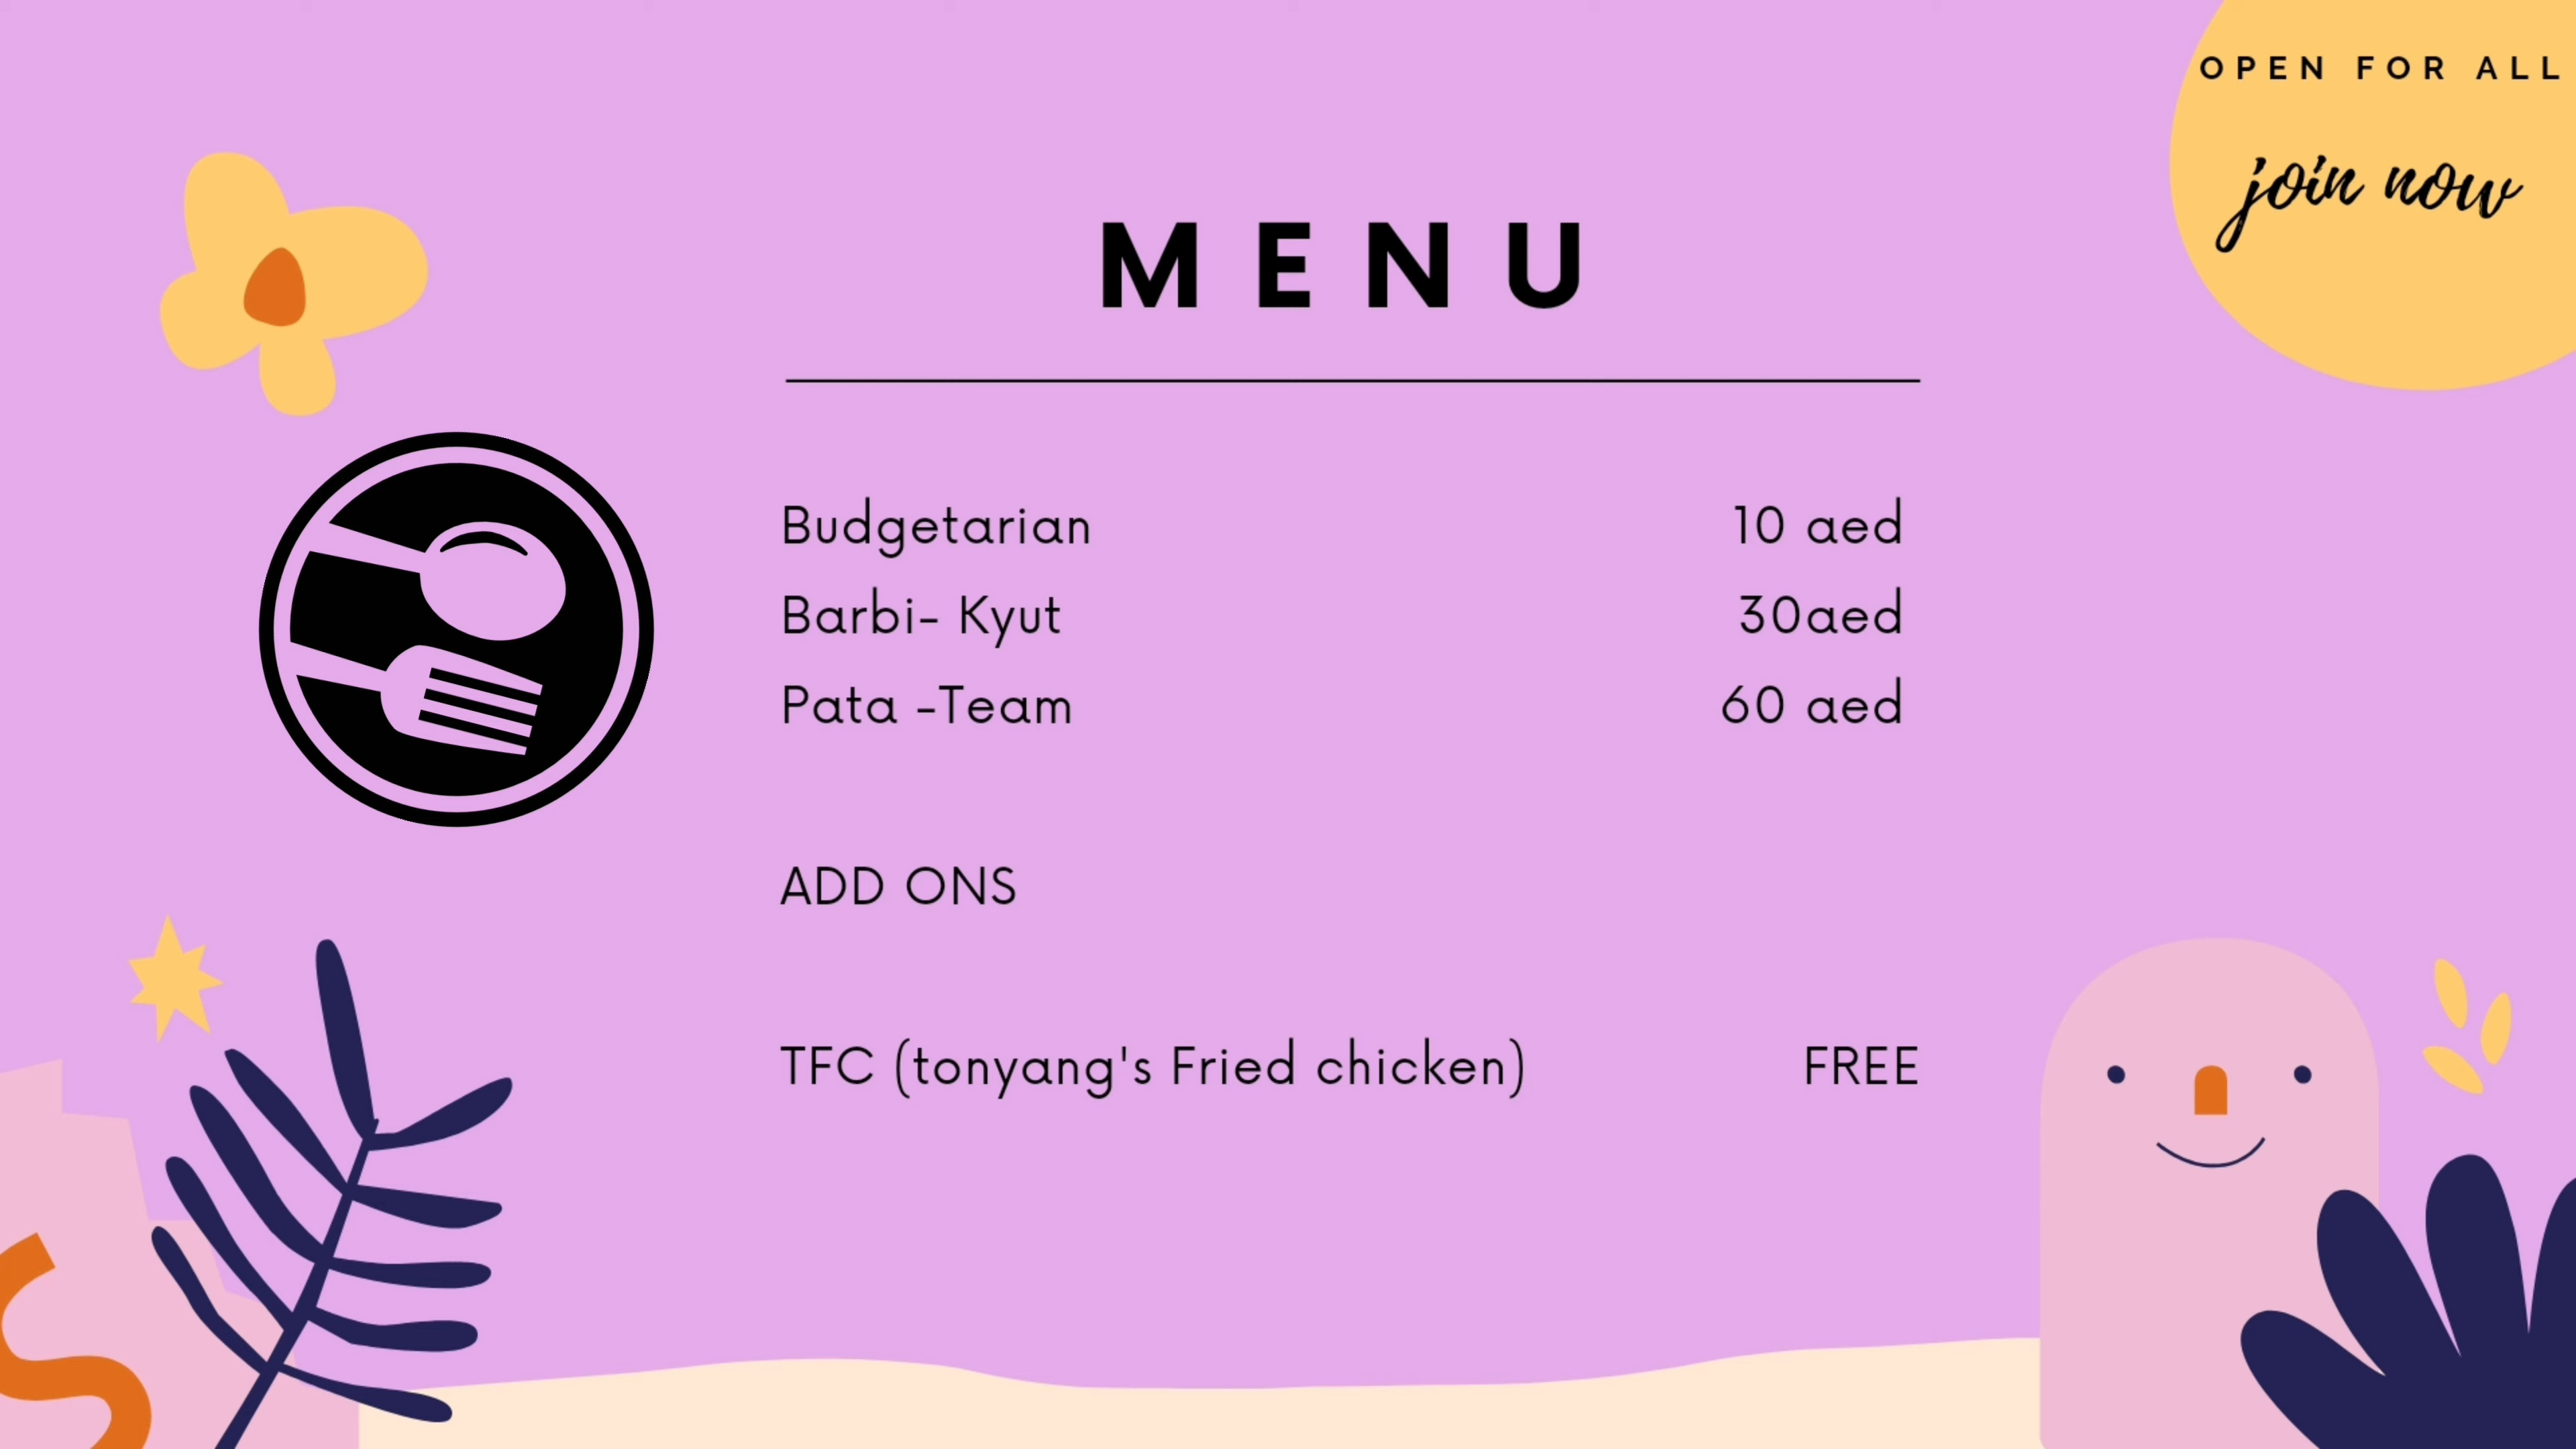 OPEN FOR ALL
join now
MENU
Budgetarian 10 aed
Barbi- Kyut 30aed
Pata -Team 60 aed
ADD ONS
TFC (tonyang's Fried chicken) FREE
S